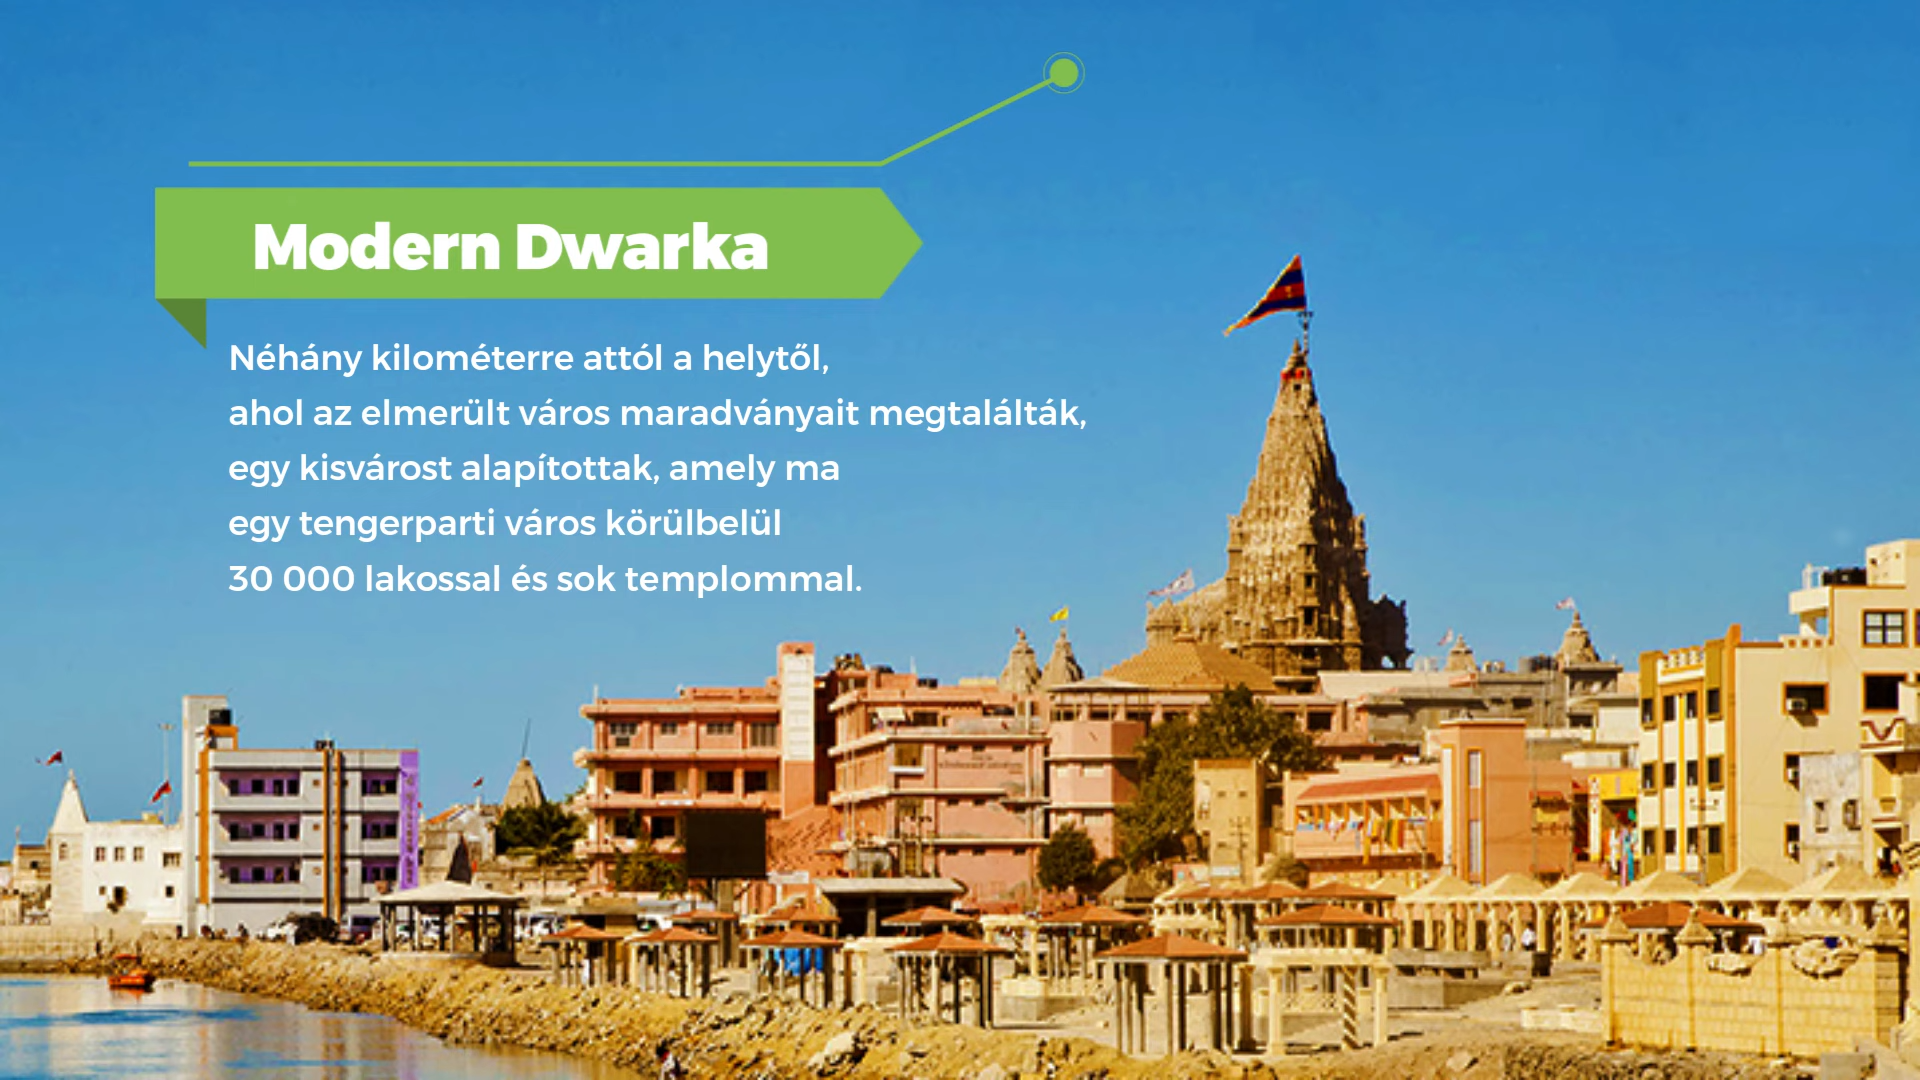 Modern Dwarka
Néhány kilométerre attól a helytől,
ahol az elmerült város maradványait megtalálták,
egy kisvárost alapítottak, amely ma
egy tengerparti város körülbelül
30 000 lakossal és sok templommal.